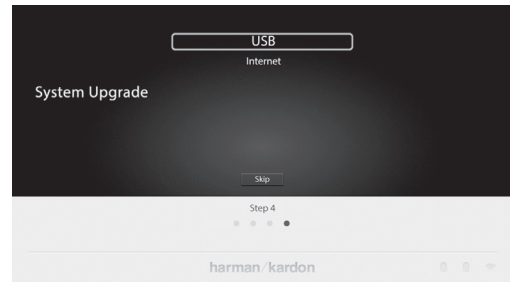 USB
Internet
System Upgrade
Skip
Step 4
harman/kardon